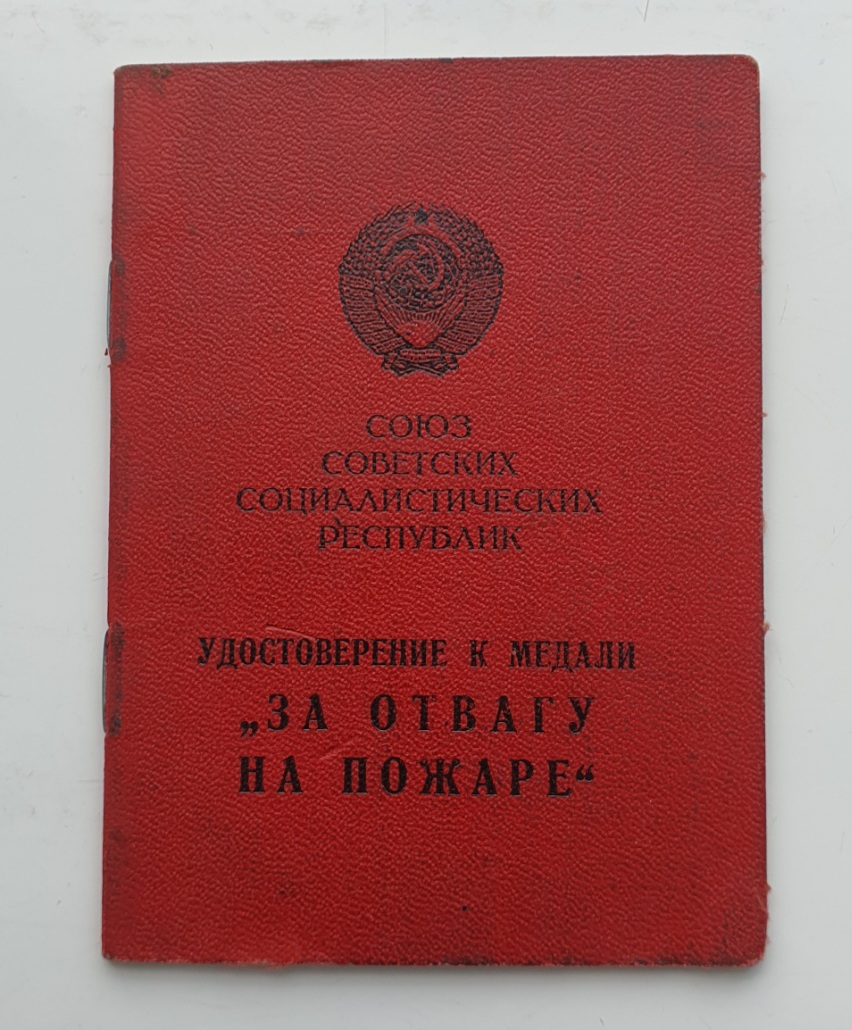 СОЮЗ
СОВЕТСКИХ
СОЦИАЛИСТИЧЕСКИХ
РЕСПУБЛИК
УДОСТОВЕРЕНИЕ К МЕДАЛИ
„ЗА ОТВАГУ
НА ПОЖАРЕ“